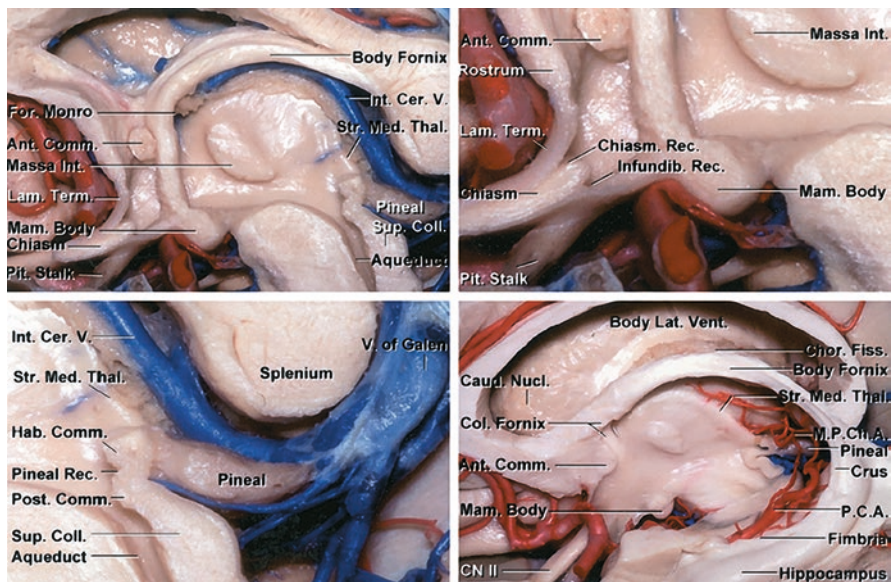 Body Fornix
Int. Cer. V.
For. Monro
Str. Med. Thal.
Ant. Comm.
Massa Int.
Lam. Term.
Pineal
Mam. Body
Sup. Coll.
Chiasm
Aqueduct
Pit. Stalk
Ant. Comm.
Massa Int.
Rostrum
Lam. Term.
Chiasm. Rec.
Infundib. Rec.
Chiasm
Mam. Body
Pit. Stalk
Int. Cer. V.
V. of Galen
Splenium
Str. Med. Thal.
Hab. Comm.
Pineal Rec.
Pineal
Post. Comm.
Sup. Coll.
Aqueduct
Body Lat. Vent.
Chor. Fiss.
Body Fornix
Caud. Nucl.
Str. Med. Thal.
Col. Fornix
M.P.Ch.A.
Pineal
Ant. Comm.
Crus
Mam. Body
P.C.A.
Fimbria
CN II
Hippocampus